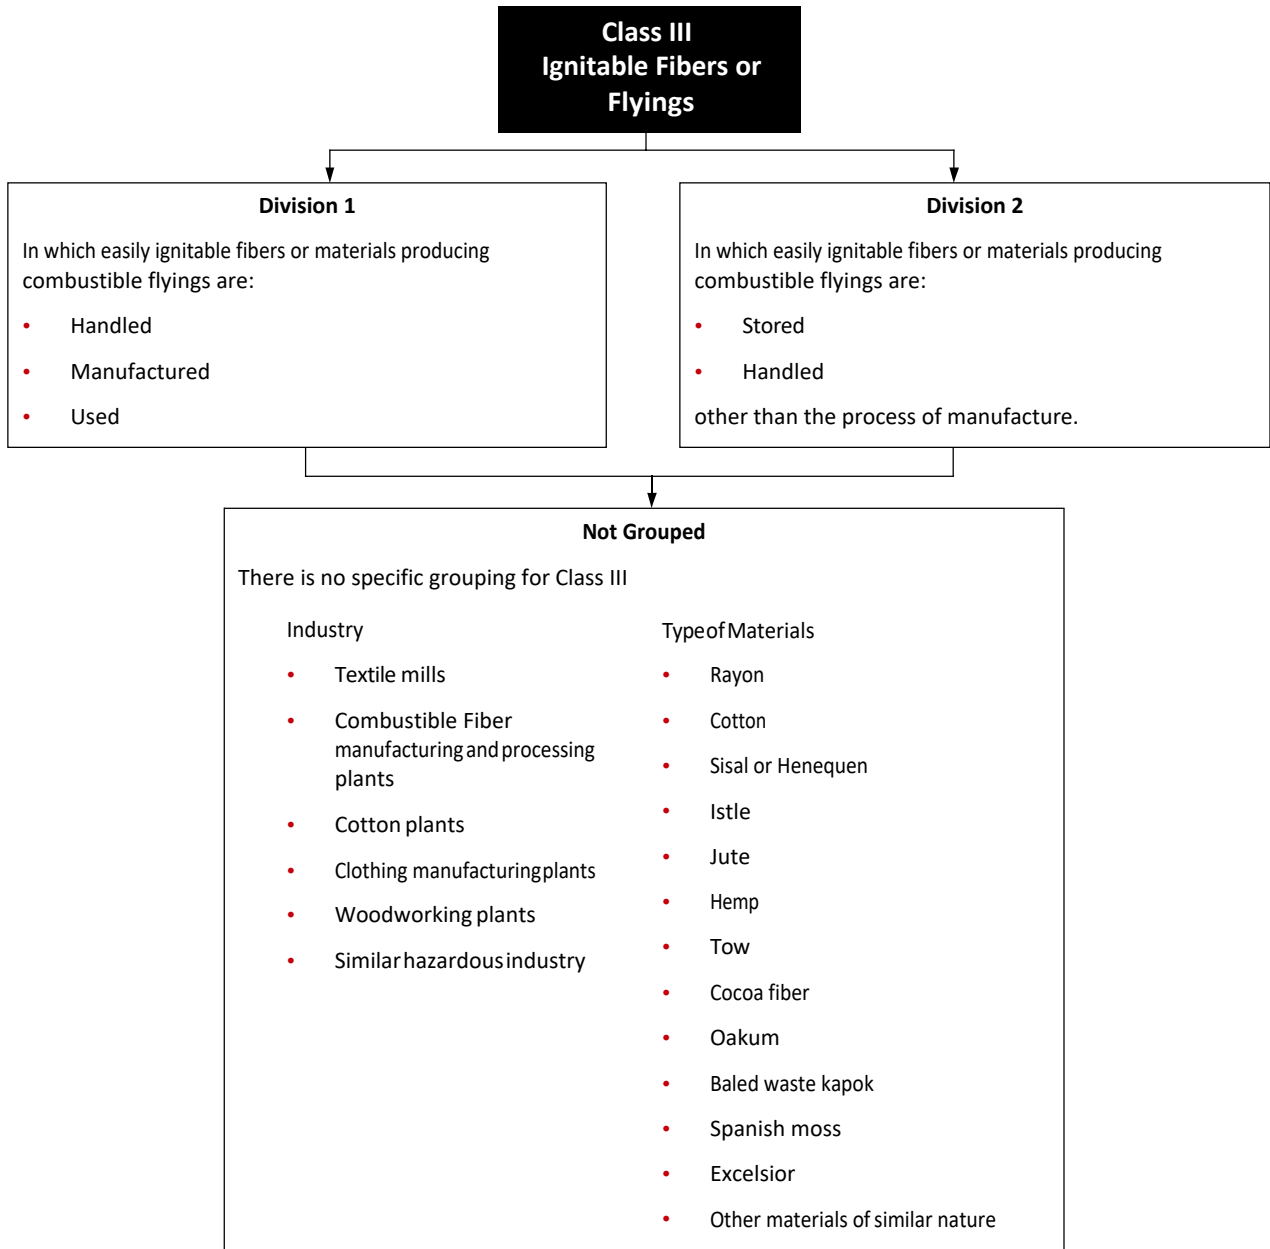 Class III
Ignitable Fibers or
Flyings
Division 1
In which easily ignitable fibers or materials producing
combustible flyings are:
• Handled
• Manufactured
• Used
Division 2
In which easily ignitable fibers or materials producing
combustible flyings are:
• Stored
• Handled
other than the process of manufacture.
Not Grouped
There is no specific grouping for Class III
Industry
• Textile mills
• Combustible Fiber
manufacturing and processing
plants
• Cotton plants
• Clothing manufacturing plants
• Woodworking plants
• Similar hazardous industry
Type of Materials
• Rayon
• Cotton
• Sisal or Henequen
• Istle
• Jute
• Hemp
• Tow
• Cocoa fiber
• Oakum
• Baled waste kapok
• Spanish moss
• Excelsior
• Other materials of similar nature